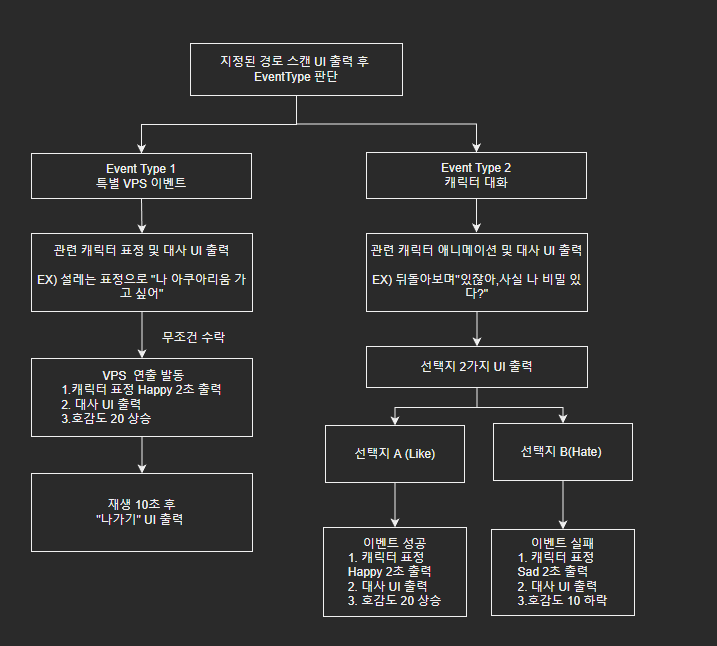 지정된 경로 스캔 UI 출력 후
EventType 판단
Event Type 1
특별 VPS 이벤트
Event Type 2
캐릭터 대화
관련 캐릭터 표정 및 대사 UI 출력
EX) 설레는 표정으로 "나 아쿠아리움 가
고 싶어"
관련 캐릭터 애니메이션 및 대사 UI 출력
EX) 뒤돌아보며"있잖아,사실 나 비밀 있
다?"
무조건 수락
VPS 연출 발동
1.캐릭터 표정 Happy 2초 출력
2. 대사 UI 출력
3.호감도 20 상승
선택지 2가지 UI 출력
선택지 A (Like)
선택지 B(Hate)
재생 10초 후
"나가기" UI 출력
이벤트 성공
1. 캐릭터 표정
Happy 2초 출력
2. 대사 UI 출력
3. 호감도 20 상승
이벤트 실패
1. 캐릭터 표정
Sad 2초 출력
2. 대사 UI 출력
3.호감도 10 하락